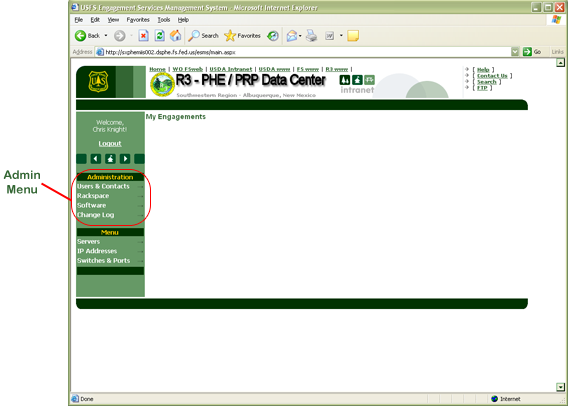 USFS Engagement Services Management System - Microsoft Internet Explorer
File Edit View Favorites Tools Help
Back Search Favorites
Address http://svphemis002.dsphe.fs.fed.us/esms/main.aspx Go Links
Home | WO FSweb | USDA Intranet | USDA www | FS www | R3 www |
R3 - PHE / PRP Data Center
Southwestern Region - Albuquerque, New Mexico
intranet
[ Help ]
[ Contact Us ]
[ Search ]
[ FTP ]
Welcome,
Chris Knight!
Logout
My Engagements
Admin
Menu
Administration
Users & Contacts
Rackspace
Software
Change Log
Menu
Servers
IP Addresses
Switches & Ports
Done Internet